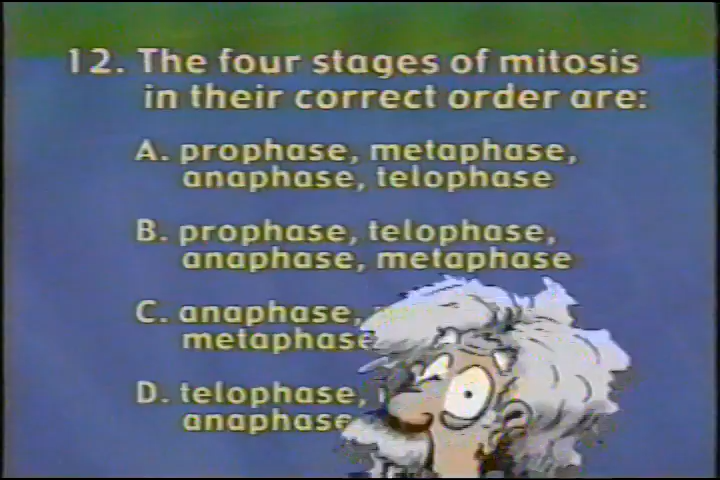 12. The four stages of mitosis
in their correct order are:
A. prophase, metaphase,
anaphase, telophase
B. prophase, telophase,
anaphase, metaphase
C. anaphase,
metaphase
D. telophase,
anaphase